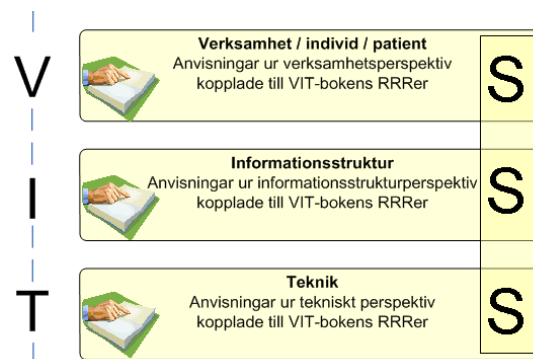 Verksamhet / individ / patient
Anvisningar ur verksamhetsperspektiv
V
kopplade till VIT-bokens RRRer
S
Informationsstruktur
Anvisningar ur informationsstrukturperspektiv
I
kopplade till VIT-bokens RRRer
S
Teknik
Anvisningar ur tekniskt perspektiv
T
kopplade till VIT-bokens RRRer
S